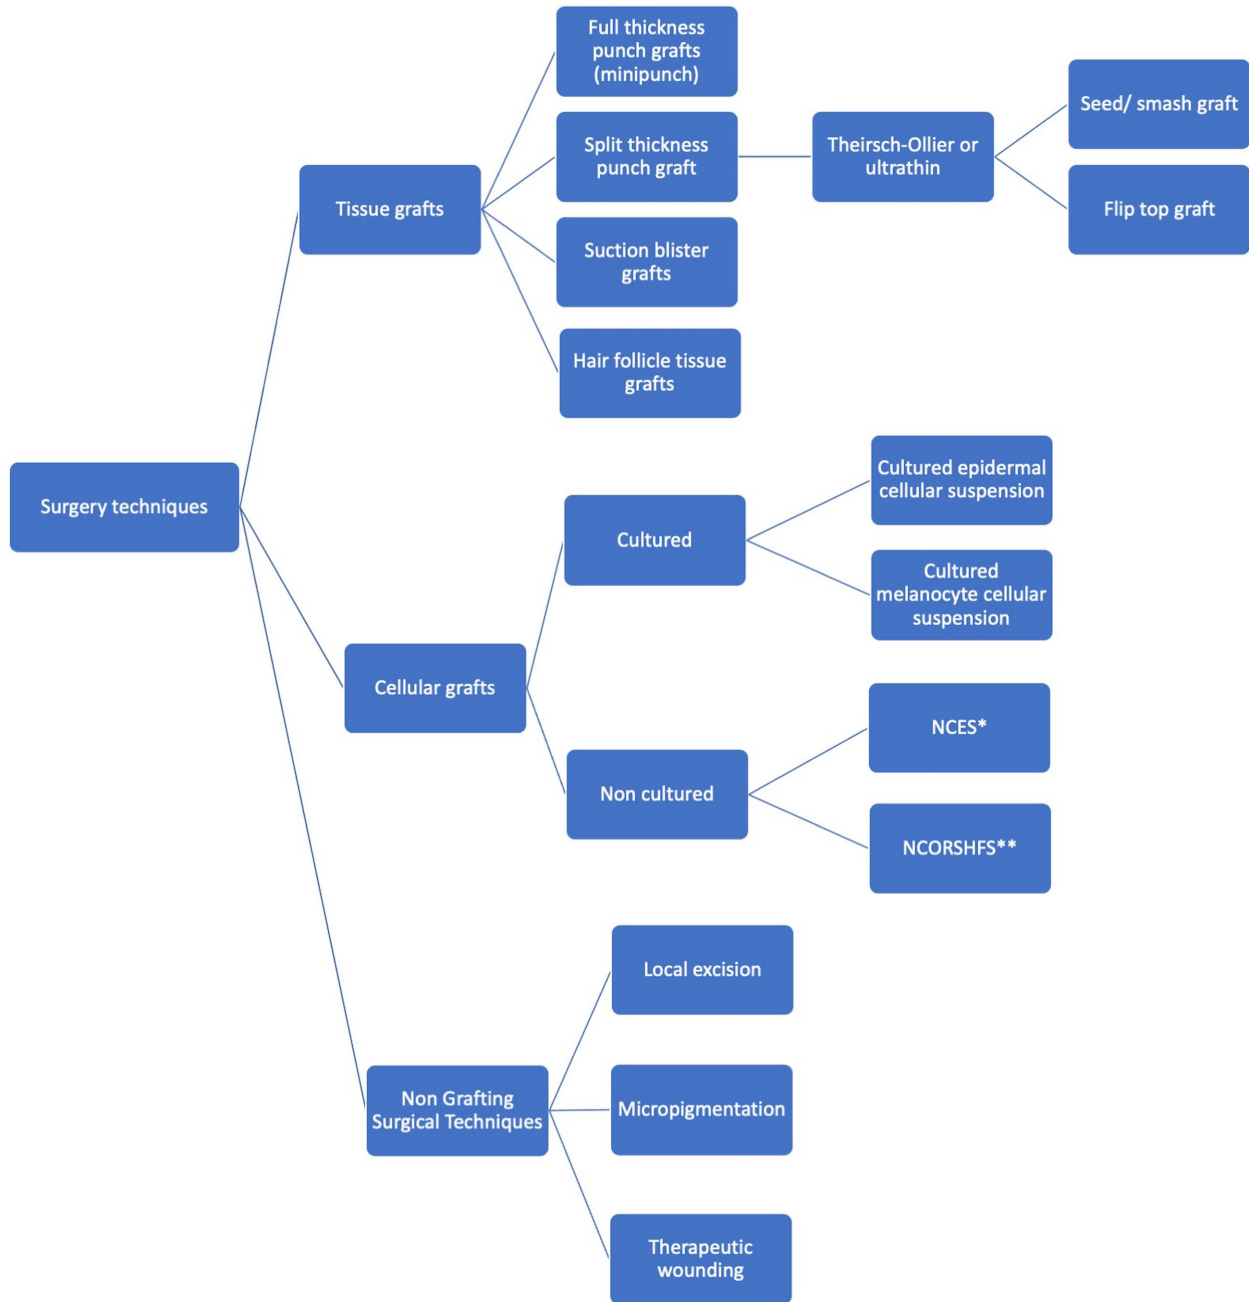 Full thickness
punch grafts
(minipunch)
Seed/ smash graft
Split thickness
punch graft
Theirsch-Ollier or
ultrathin
Tissue grafts
Flip top graft
Suction blister
grafts
Hair follicle tissue
grafts
Surgery techniques
Cultured epidermal
cellular suspension
Cultured
Cultured
melanocyte cellular
suspension
Cellular grafts
NCES*
Non cultured
NCORSHFS**
Local excision
Non Grafting
Surgical Techniques
Micropigmentation
Therapeutic
wounding